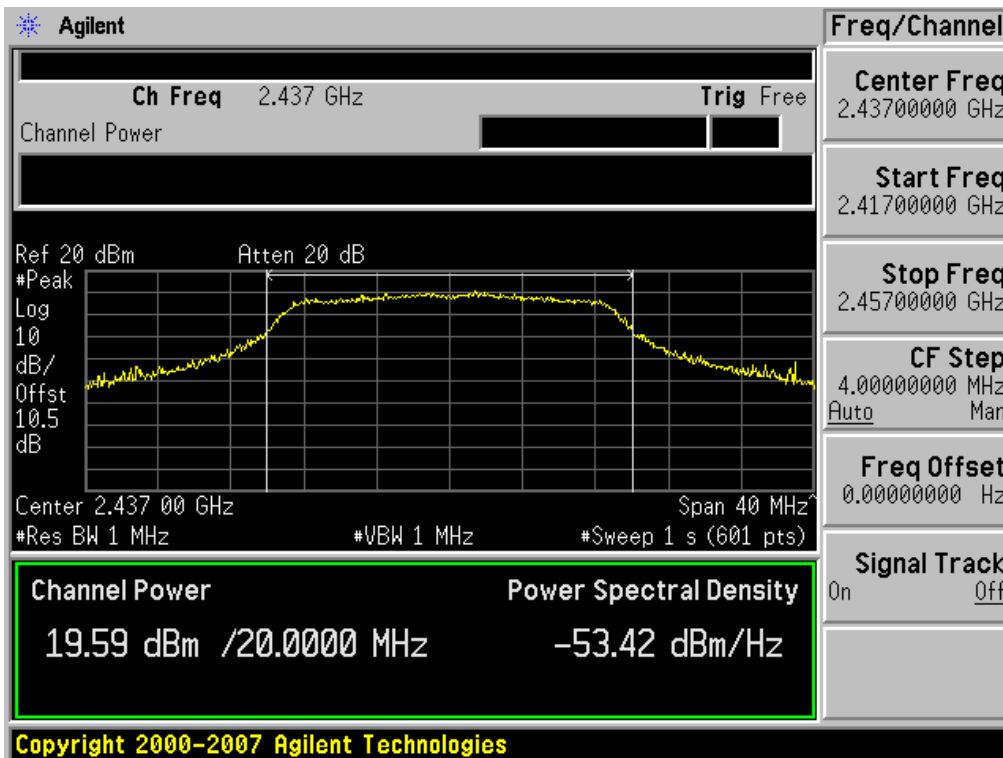 Agilent
Ch Freq 2.437 GHz Trig Free
Channel Power
Ref 20 dBm Atten 20 dB
#Peak
Log
10
dB/
Offst
10.5
dB
Center 2.437 00 GHz Span 40 MHz^
#Res BW 1 MHz #VBW 1 MHz #Sweep 1 s (601 pts)
Channel Power Power Spectral Density
19.59 dBm /20.0000 MHz -53.42 dBm/Hz
Copyright 2000-2007 Agilent Technologies
Freq/Channel
Center Freq
2.43700000 GHz
Start Freq
2.41700000 GHz
Stop Freq
2.45700000 GHz
CF Step
4.00000000 MHz
Auto Man
Freq Offset
0.00000000 Hz
Signal Track
On Off